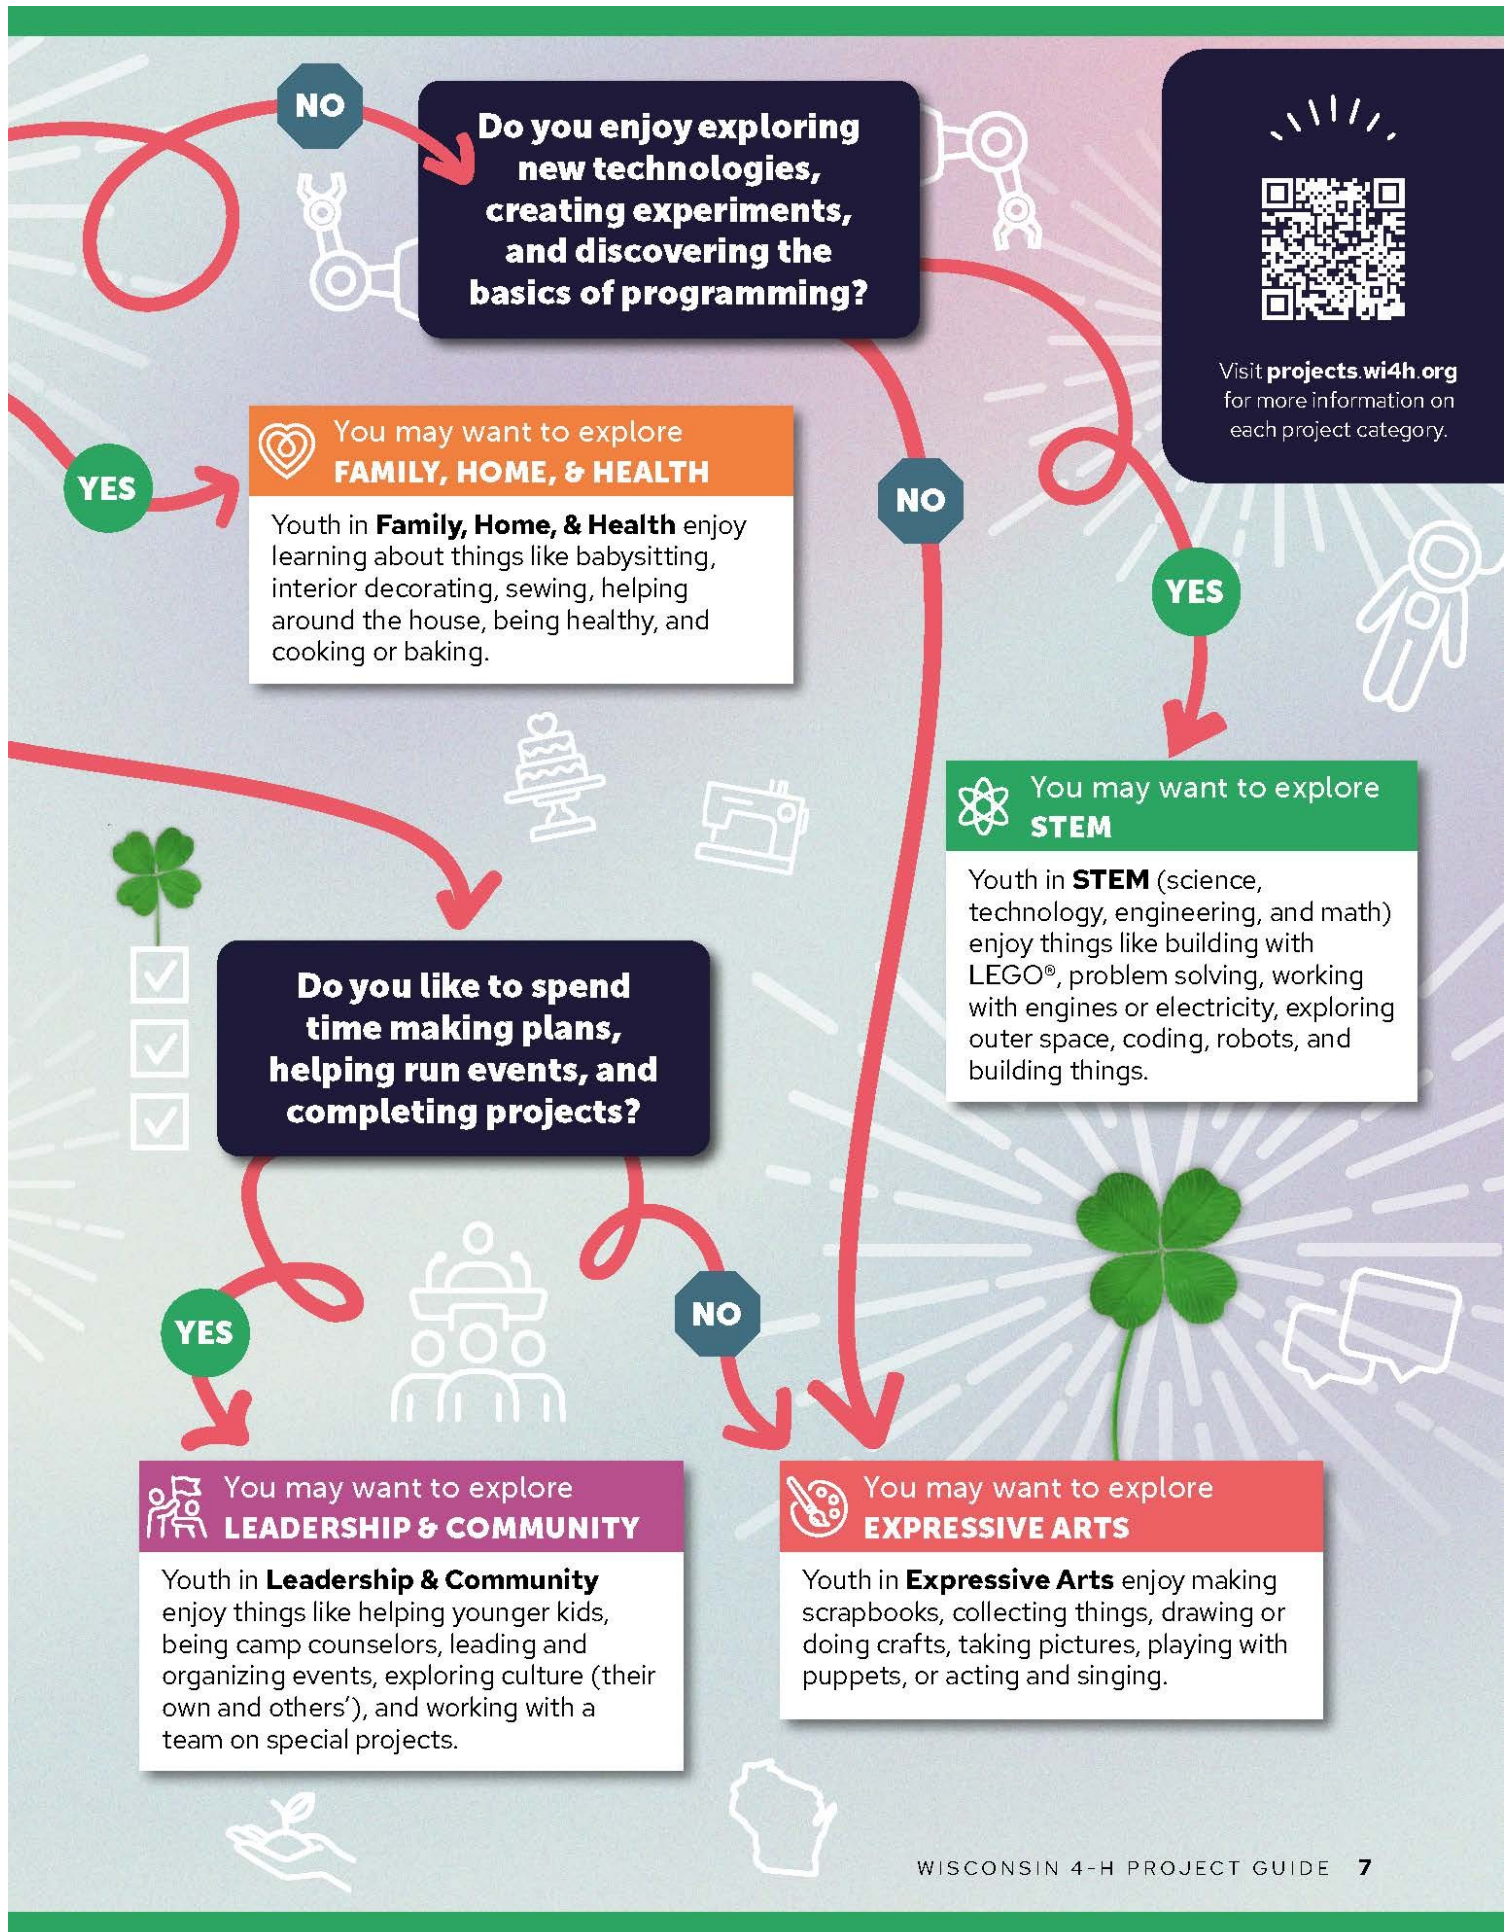 NO
Do you enjoy exploring
new technologies,
creating experiments,
and discovering the
basics of programming?
Visit projects.wi4h.org
for more information on
each project category.
YES
You may want to explore
FAMILY, HOME, & HEALTH
Youth in Family, Home, & Health enjoy
learning about things like babysitting,
interior decorating, sewing, helping
around the house, being healthy, and
cooking or baking.
NO
YES
You may want to explore
STEM
Youth in STEM (science,
technology, engineering, and math)
enjoy things like building with
LEGO®, problem solving, working
with engines or electricity, exploring
outer space, coding, robots, and
building things.
Do you like to spend
time making plans,
helping run events, and
completing projects?
YES
NO
You may want to explore
LEADERSHIP & COMMUNITY
Youth in Leadership & Community
enjoy things like helping younger kids,
being camp counselors, leading and
organizing events, exploring culture (their
own and others’), and working with a
team on special projects.
You may want to explore
EXPRESSIVE ARTS
Youth in Expressive Arts enjoy making
scrapbooks, collecting things, drawing or
doing crafts, taking pictures, playing with
puppets, or acting and singing.
WISCONSIN 4-H PROJECT GUIDE 7